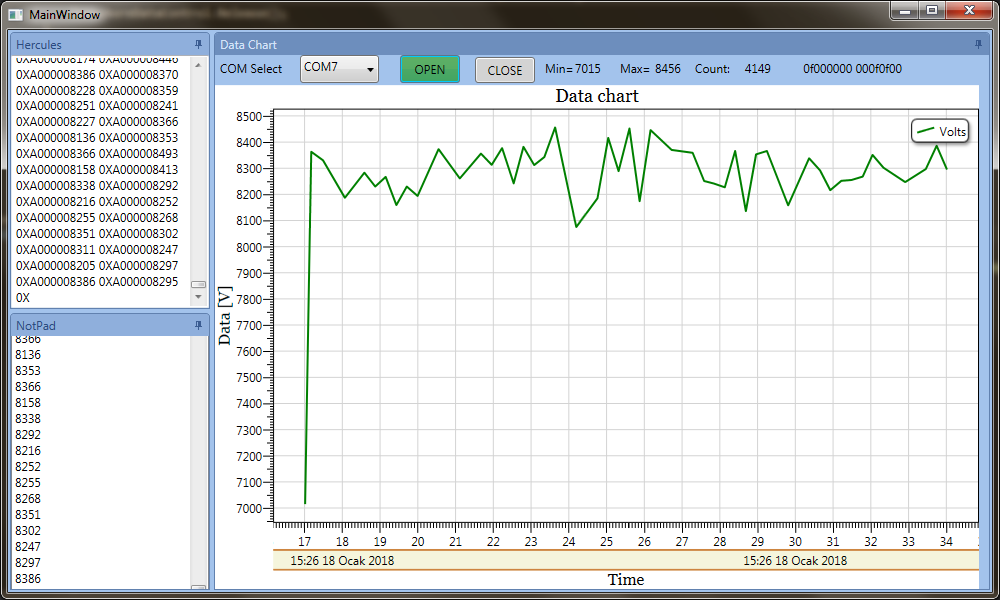 MainWindow
Hercules
0XA000008174 0XA000008446
0XA000008386 0XA000008370
0XA000008228 0XA000008359
0XA000008251 0XA000008241
0XA000008227 0XA000008366
0XA000008136 0XA000008353
0XA000008366 0XA000008493
0XA000008158 0XA000008413
0XA000008338 0XA000008292
0XA000008216 0XA000008252
0XA000008255 0XA000008268
0XA000008351 0XA000008302
0XA000008311 0XA000008247
0XA000008205 0XA000008297
0XA000008386 0XA000008295
0X
NotPad
8366
8136
8353
8366
8158
8338
8292
8216
8252
8255
8268
8351
8302
8247
8297
8386
Data Chart
COM Select COM7 OPEN CLOSE Min= 7015 Max= 8456 Count: 4149 0f000000 000f0f00
Data chart
Volts
Data [V]
8500
8400
8300
8200
8100
8000
7900
7800
7700
7600
7500
7400
7300
7200
7100
7000
17 18 19 20 21 22 23 24 25 26 27 28 29 30 31 32 33 34
15:26 18 Ocak 2018 15:26 18 Ocak 2018
Time